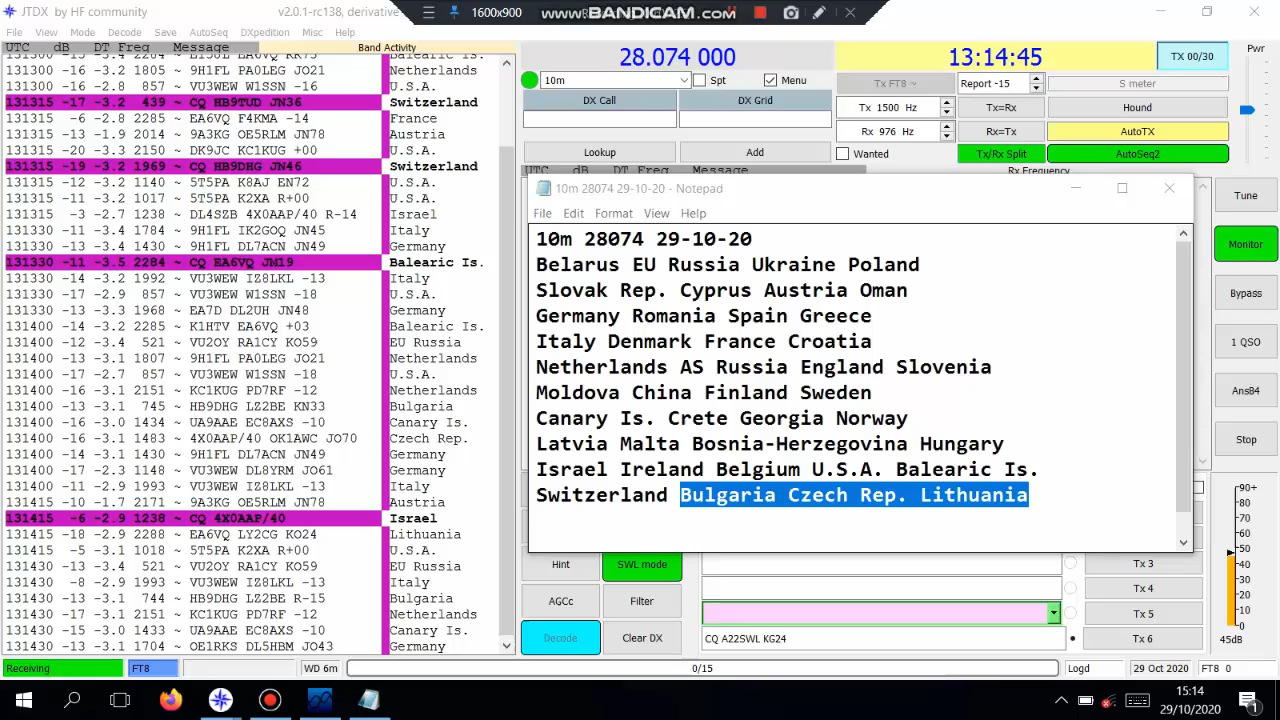 JTDX by HF community v2.0.1-rc138, derivative
1600x900
www.BANDICAM.com
File View Mode Decode Save AutoSeq DXpedition Misc Help
UTC dB DT Freq Message Band Activity
131300 -16 -3.2 1805 ~ 9H1FL PA0LEG JO21 Netherlands
131300 -16 -3.2 857 ~ VU3WEW W1SSN -16 U.S.A.
131315 -17 -3.2 439 ~ CQ HB9TUD JN36 Switzerland
131315 -6 -2.8 2285 ~ EA6VQ F4KMA -14 France
131315 -13 -1.9 2014 ~ 9A3KG OE5RLM JN78 Austria
131315 -20 -3.3 2150 ~ DK9JC KC1KUG +00 U.S.A.
131315 -19 -3.2 1969 ~ CQ HB9DHG JN46 Switzerland
131315 -12 -3.2 1140 ~ 5T5PA K8AJ EN72 U.S.A.
131315 -12 -3.2 1017 ~ 5T5PA K2XA R+00 U.S.A.
131315 -3 -2.7 1238 ~ DL4SZB 4X0AAP/40 R-14 Israel
131315 -11 -3.4 1784 ~ 9H1FL IK2GOQ JN45 Italy
131315 -13 -3.4 1430 ~ 9H1FL DL7ACN JN49 Germany
131330 -11 -3.5 2284 ~ CQ EA6VQ JM19 Balearic Is.
131330 -14 -3.2 1992 ~ VU3WEW IZ8LKL -13 Italy
131330 -17 -2.9 857 ~ VU3WEW W1SSN -18 U.S.A.
131330 -13 -3.3 1968 ~ EA7D DL2UH JN48 Germany
131400 -14 -3.2 2285 ~ K1HTV EA6VQ +03 Balearic Is.
131400 -12 -3.4 521 ~ VU2OY RA1CY KO59 EU Russia
131400 -13 -3.1 1807 ~ 9H1FL PA0LEG JO21 Netherlands
131400 -17 -2.9 857 ~ VU3WEW W1SSN -18 U.S.A.
131400 -16 -3.1 2151 ~ KC1KUG PD7RF -12 Netherlands
131400 -13 -3.1 745 ~ HB9DHG LZ2BE KN33 Bulgaria
131400 -16 -3.0 1434 ~ UA9AAE EC8AXS -10 Canary Is.
131400 -16 -3.1 1483 ~ 4X0AAP/40 OK1AWC JO70 Czech Rep.
131400 -14 -3.1 1430 ~ 9H1FL DL7ACN JN49 Germany
131400 -17 -2.3 1148 ~ VU3WEW DL8YRM JO61 Germany
131400 -12 -3.1 1993 ~ VU3WEW IZ8LKL -13 Italy
131415 -10 -1.7 2171 ~ 9A3KG OE5RLM JN78 Austria
131415 -6 -2.9 1238 ~ CQ 4X0AAP/40 Israel
131415 -18 -2.9 2288 ~ EA6VQ LY2CG KO24 Lithuania
131415 -5 -3.1 1018 ~ 5T5PA K2XA R+00 U.S.A.
131430 -13 -3.4 521 ~ VU2OY RA1CY KO59 EU Russia
131430 -8 -2.9 1993 ~ VU3WEW IZ8LKL -13 Italy
131430 -13 -3.1 744 ~ HB9DHG LZ2BE R-15 Bulgaria
131430 -17 -3.1 2151 ~ KC1KUG PD7RF -12 Netherlands
131430 -15 -3.0 1433 ~ UA9AAE EC8AXS -10 Canary Is.
131430 -13 -3.1 1704 ~ OE1RKS DL5HBM JO43 Germany
28.074 000 13:14:45 TX 00/30 Pwr
10m Spt Menu Tx FT8 ~ Report -15 S meter
DX Call DX Grid Tx 1500 Hz Tx=Rx Hound
Rx 976 Hz Rx=Tx AutoTX
Lookup Add Wanted Tx/Rx Split AutoSeq2
UTC dB DT Freq Message Rx Frequency
10m 28074 29-10-20 - Notepad
File Edit Format View Help
10m 28074 29-10-20
Belarus EU Russia Ukraine Poland
Slovak Rep. Cyprus Austria Oman
Germany Romania Spain Greece
Italy Denmark France Croatia
Netherlands AS Russia England Slovenia
Moldova China Finland Sweden
Canary Is. Crete Georgia Norway
Latvia Malta Bosnia-Herzegovina Hungary
Israel Ireland Belgium U.S.A. Balearic Is.
Switzerland Bulgaria Czech Rep. Lithuania
Tune
Monitor
Bypass
1 QSO
AnsB4
Stop
90+
80
70
60
50
40
30
20
10
0
45dB
Hint SWL mode Tx 3
Tx 4
AGCc Filter Tx 5
Decode Clear DX CQ A22SWL KG24 Tx 6
Receiving FT8 WD 6m 0/15 Logd 29 Oct 2020 FT8 0
15:14
29/10/2020
1